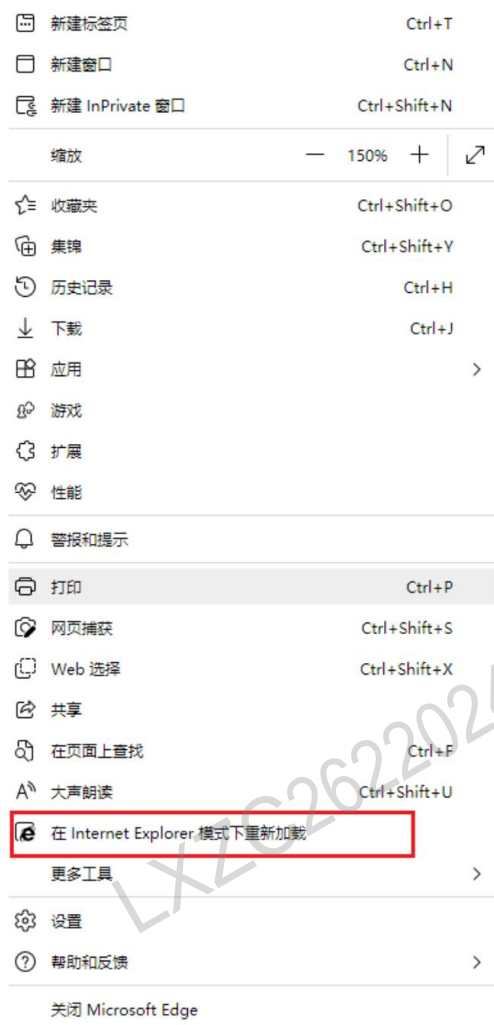 新建标签页 Ctrl+T
新建窗口 Ctrl+N
新建 InPrivate 窗口 Ctrl+Shift+N
缩放 — 150% +
收藏夹 Ctrl+Shift+O
集锦 Ctrl+Shift+Y
历史记录 Ctrl+H
下载 Ctrl+J
应用
游戏
扩展
性能
警报和提示
打印 Ctrl+P
网页捕获 Ctrl+Shift+S
Web 选择 Ctrl+Shift+X
共享
在页面上查找 Ctrl+F
大声朗读 Ctrl+Shift+U
在 Internet Explorer 模式下重新加载
更多工具
设置
帮助和反馈
关闭 Microsoft Edge
LXZC2622024